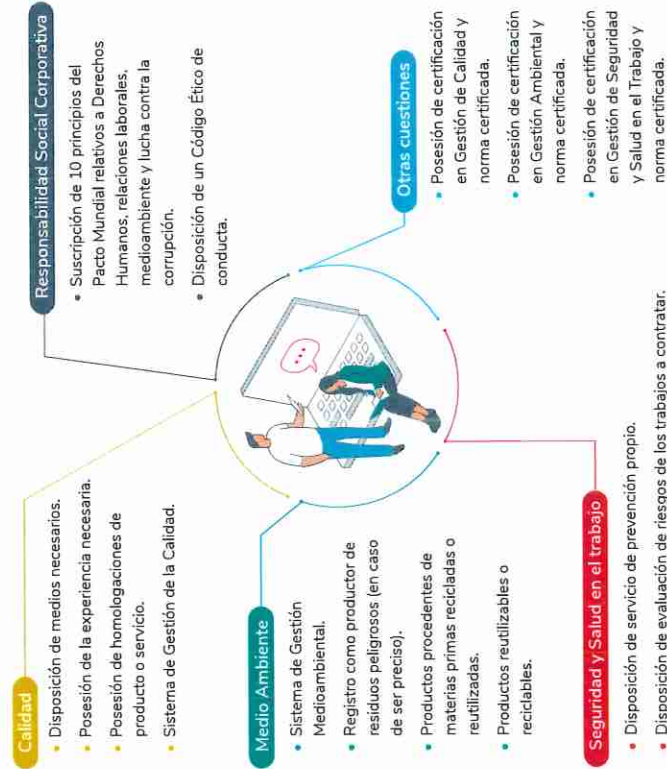 Calidad
• Disposición de medios necesarios.
• Posesión de la experiencia necesaria.
• Posesión de homologaciones de
producto o servicio.
• Sistema de Gestión de la Calidad.
Responsabilidad Social Corporativa
• Suscripción de 10 principios del
Pacto Mundial relativos a Derechos
Humanos, relaciones laborales,
medioambiente y lucha contra la
corrupción.
• Disposición de un Código Ético de
conducta.
Medio Ambiente
• Sistema de Gestión
Medioambiental.
• Registro como productor de
residuos peligrosos (en caso
de ser preciso).
• Productos procedentes de
materias primas recicladas o
reutilizadas.
• Productos reutilizables o
reciclables.
Otras cuestiones
• Posesión de certificación
en Gestión de Calidad y
norma certificada.
• Posesión de certificación
en Gestión Ambiental y
norma certificada.
• Posesión de certificación
en Gestión de Seguridad
y Salud en el Trabajo y
norma certificada.
Seguridad y Salud en el trabajo
• Disposición de servicio de prevención propio.
• Disposición de evaluación de riesgos de los trabajos a contratar.